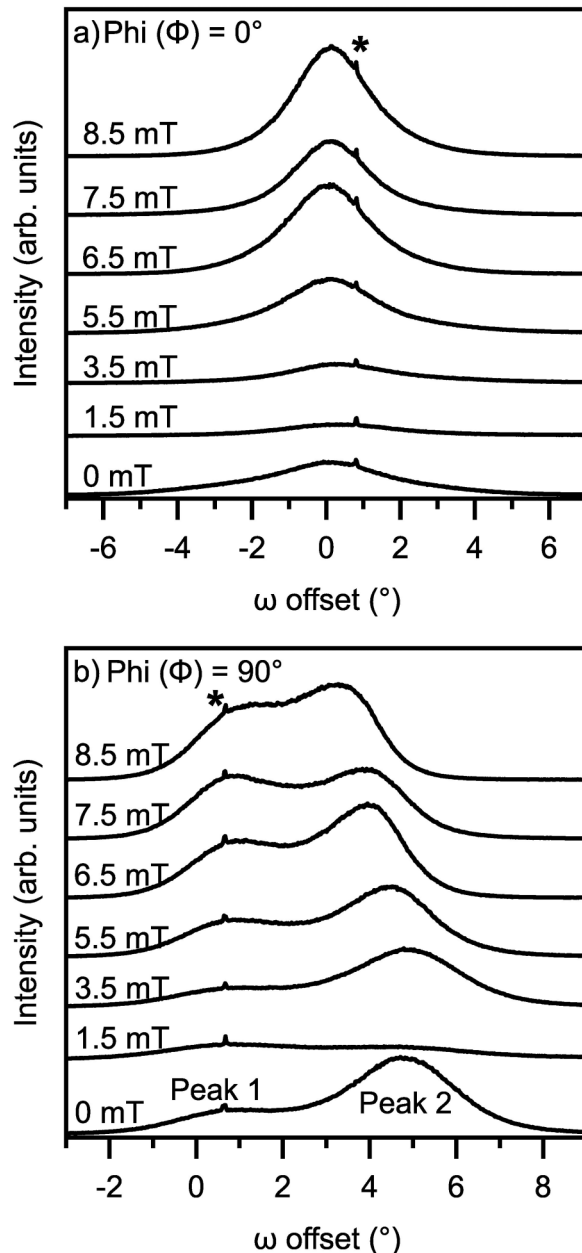 a) Phi (Φ) = 0°
*
8.5 mT
7.5 mT
6.5 mT
5.5 mT
3.5 mT
1.5 mT
0 mT
Intensity (arb. units)
-6 -4 -2 0 2 4 6
ω offset (°)
b) Phi (Φ) = 90°
*
8.5 mT
7.5 mT
6.5 mT
5.5 mT
3.5 mT
1.5 mT
Peak 1 Peak 2
0 mT
Intensity (arb. units)
-2 0 2 4 6 8
ω offset (°)